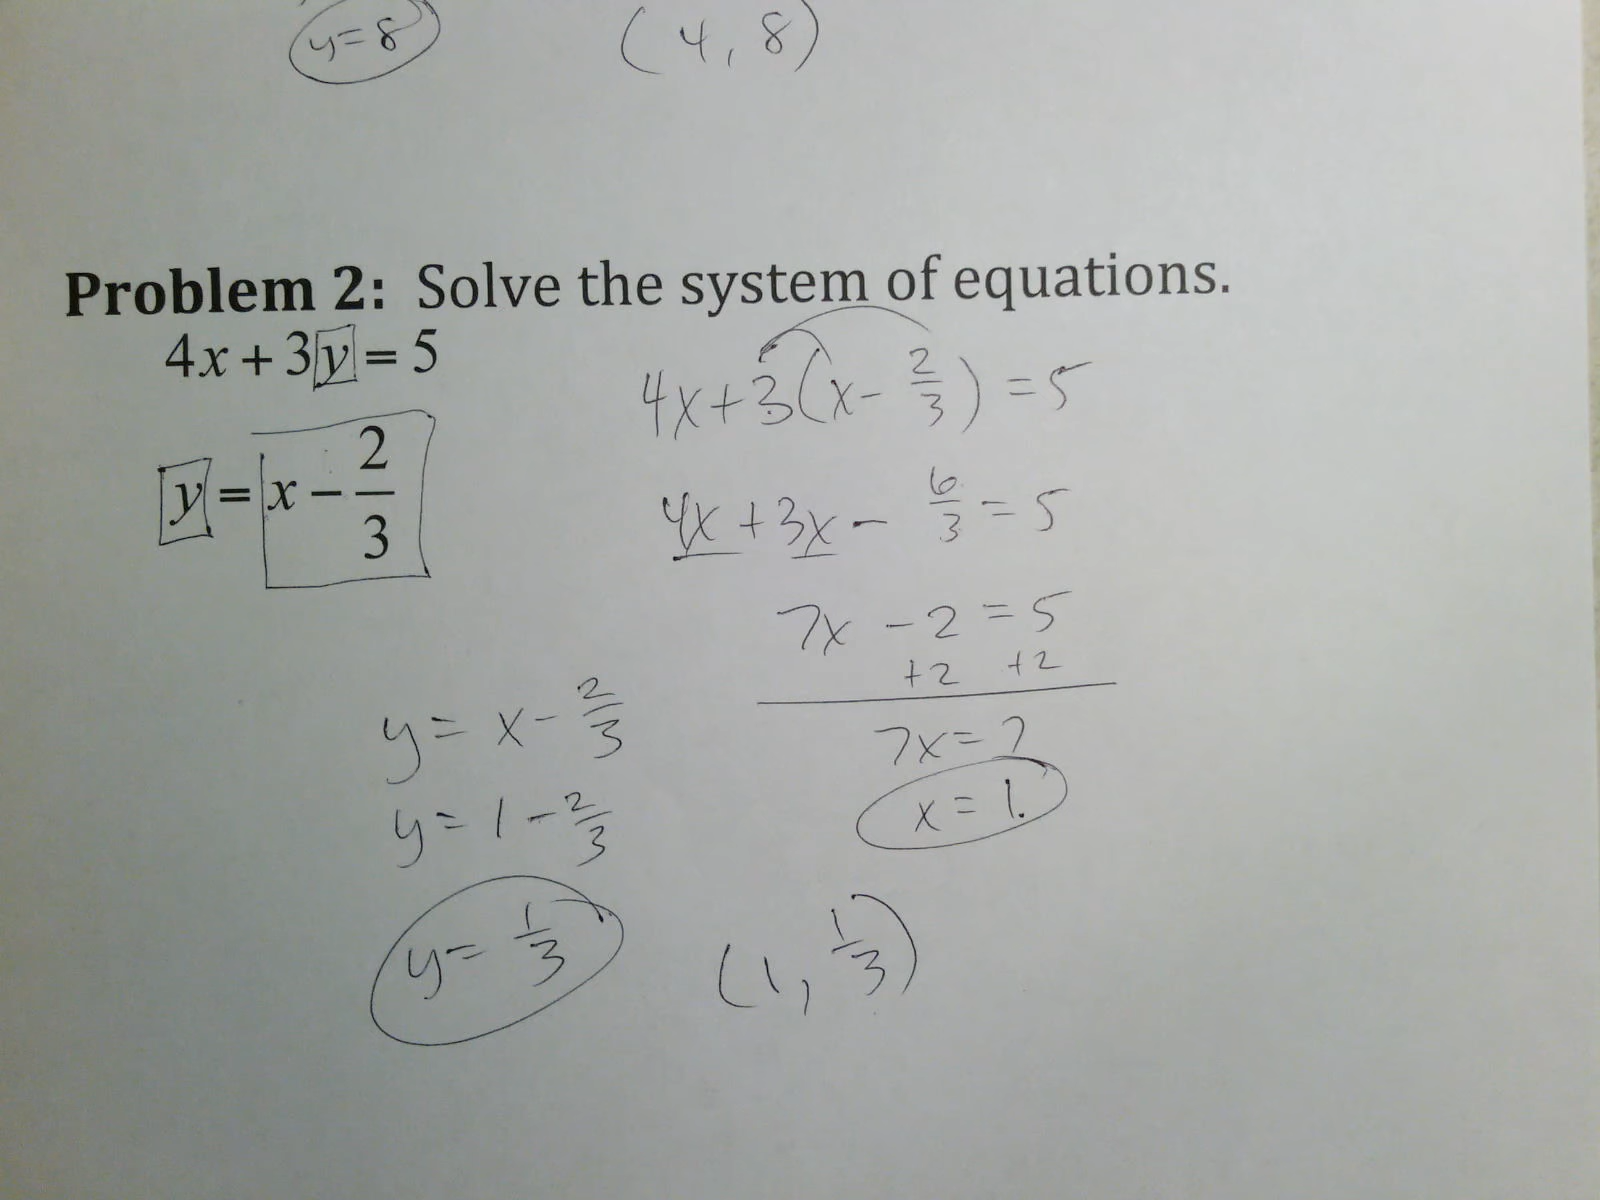 y=8 (4, 8)
Problem 2: Solve the system of equations.
4x + 3y = 5
y = x − 2/3
4x+3(x− 2/3) = 5
4x + 3x − 6/3 = 5
7x − 2 = 5
+2 +2
7x = 7
x = 1.
y = x − 2/3
y = 1 − 2/3
y = 1/3
(1, 1/3)